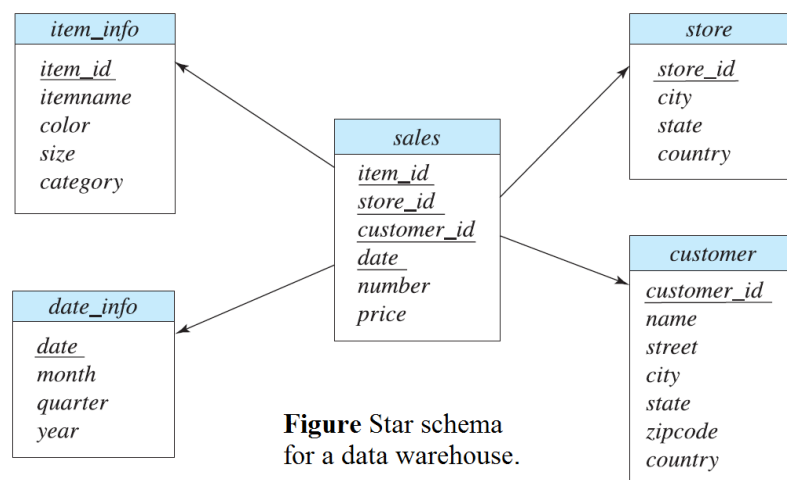 item_info
item_id
itemname
color
size
category
store
store_id
city
state
country
sales
item_id
store_id
customer_id
date
number
price
date_info
date
month
quarter
year
customer
customer_id
name
street
city
state
zipcode
country
Figure Star schema
for a data warehouse.